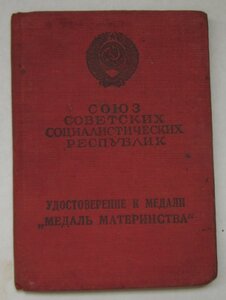 СОЮЗ
СОВЕТСКИХ
СОЦИАЛИСТИЧЕСКИХ
РЕСПУБЛИК
УДОСТОВЕРЕНИЕ К МЕДАЛИ
„МЕДАЛЬ МАТЕРИНСТВА“